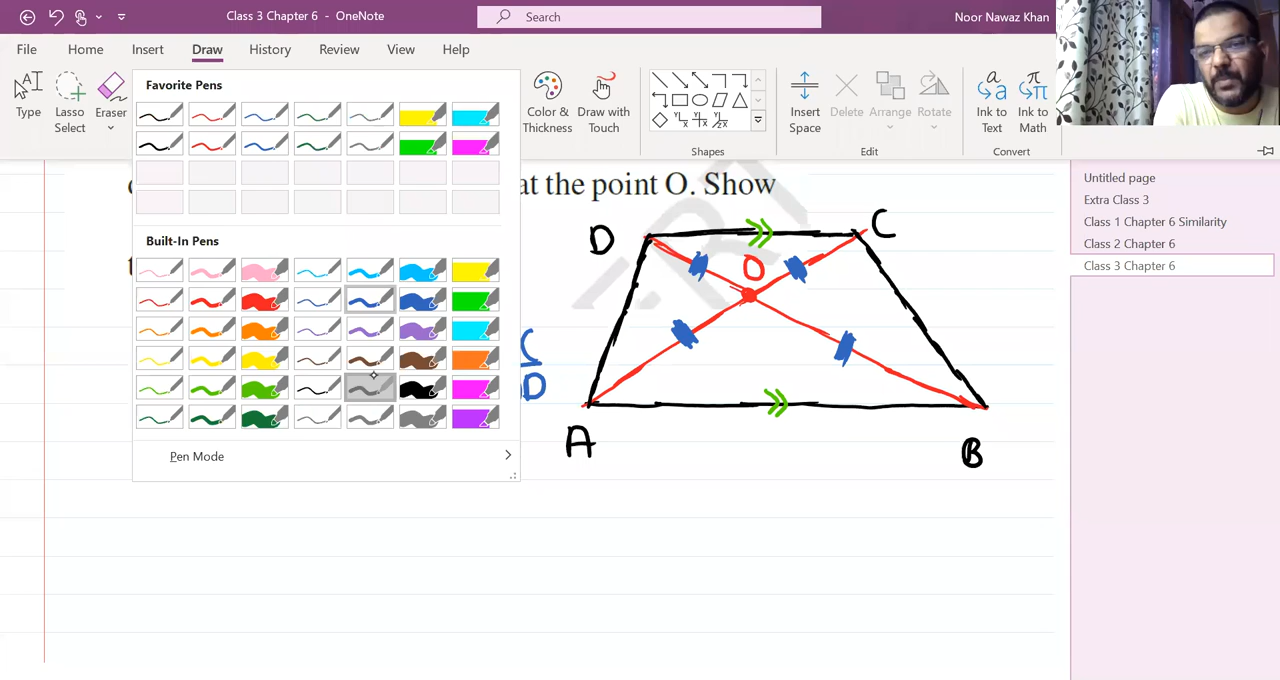 Class 3 Chapter 6 - OneNote
Search
Noor Nawaz Khan
File Home Insert Draw History Review View Help
Type
Lasso Select
Eraser
Favorite Pens
Built-In Pens
Pen Mode
Color & Thickness
Draw with Touch
Shapes
Insert Space
Delete
Arrange
Rotate
Edit
Ink to Text
Ink to Math
Convert
Untitled page
Extra Class 3
Class 1 Chapter 6 Similarity
Class 2 Chapter 6
Class 3 Chapter 6
at the point O. Show
D
C
O
D
A
B